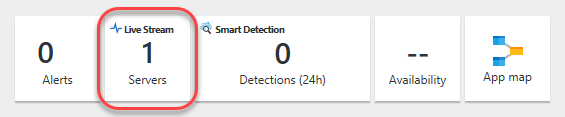 Live Stream
Smart Detection
0
1
0
--
Alerts
Servers
Detections (24h)
Availability
App map